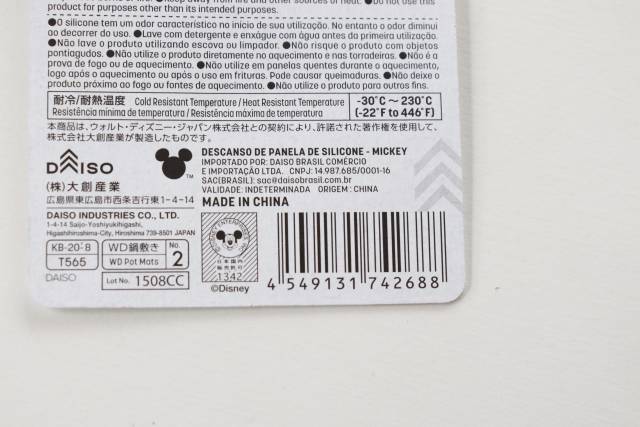 product for purposes other than its intended purposes.
●O silicone tem um odor característico no início de sua utilização. No entanto o odor diminui
ao decorrer do uso. ●Lave com detergente e enxágue com água antes da primeira utilização.
●Não lave o produto utilizando escova ou limpador. ●Não risque o produto com objetos
pontiagudos. ●Não utilize o produto diretamente no aquecimento e nas torradeiras. ●Não é a
prova de fogo ou de aquecimento. ●Não utilize em panelas quentes durante o aquecimento,
logo após o aquecimento ou após o uso em frituras. Pode causar queimaduras. ●Não deixe o
produto próximo ao fogo ou fontes de aquecimento. ●Não utilize o produto para outros fins.
耐冷/耐熱温度 Cold Resistant Temperature / Heat Resistant Temperature -30℃～230℃
Resistência mínima de temperatura / Resistência máxima de temperatura (-22℉ to 446℉)
本商品は、ウォルト・ディズニー・ジャパン株式会社との契約により、許諾された著作権を使用して、
株式会社大創産業が製造したものです。
DAISO
TM
(株)大創産業
広島県東広島市西条吉行東1-4-14
DAISO INDUSTRIES CO., LTD.
1-4-14 Saijo-Yoshiyukihigashi,
Higashihiroshima-City, Hiroshima 739-8501 JAPAN
KB-20-8
T565
WD鍋敷き
WD Pot Mats
No.
2
DAISO
Lot No. 1508CC
DESCANSO DE PANELA DE SILICONE - MICKEY
IMPORTADO POR: DAISO BRASIL COMÉRCIO
E IMPORTAÇÃO LTDA. CNPJ: 14.987.685/0001-16
SAC(BRASIL): sac@daisobrasil.com.br
VALIDADE: INDETERMINADA ORIGEM: CHINA
MADE IN CHINA
日本国内
販売許可
1342
©Disney
4 549131 742688